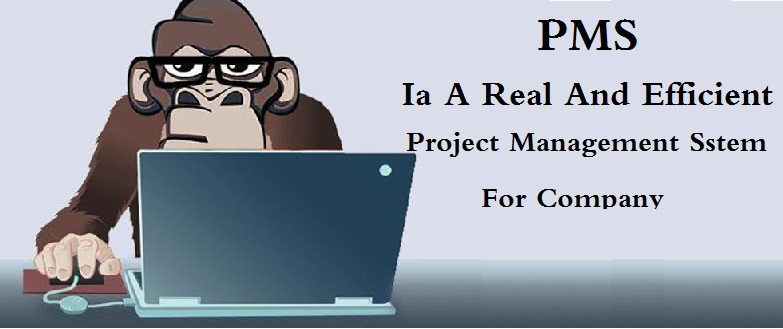 PMS
Ia A Real And Efficient
Project Management Sstem
For Company